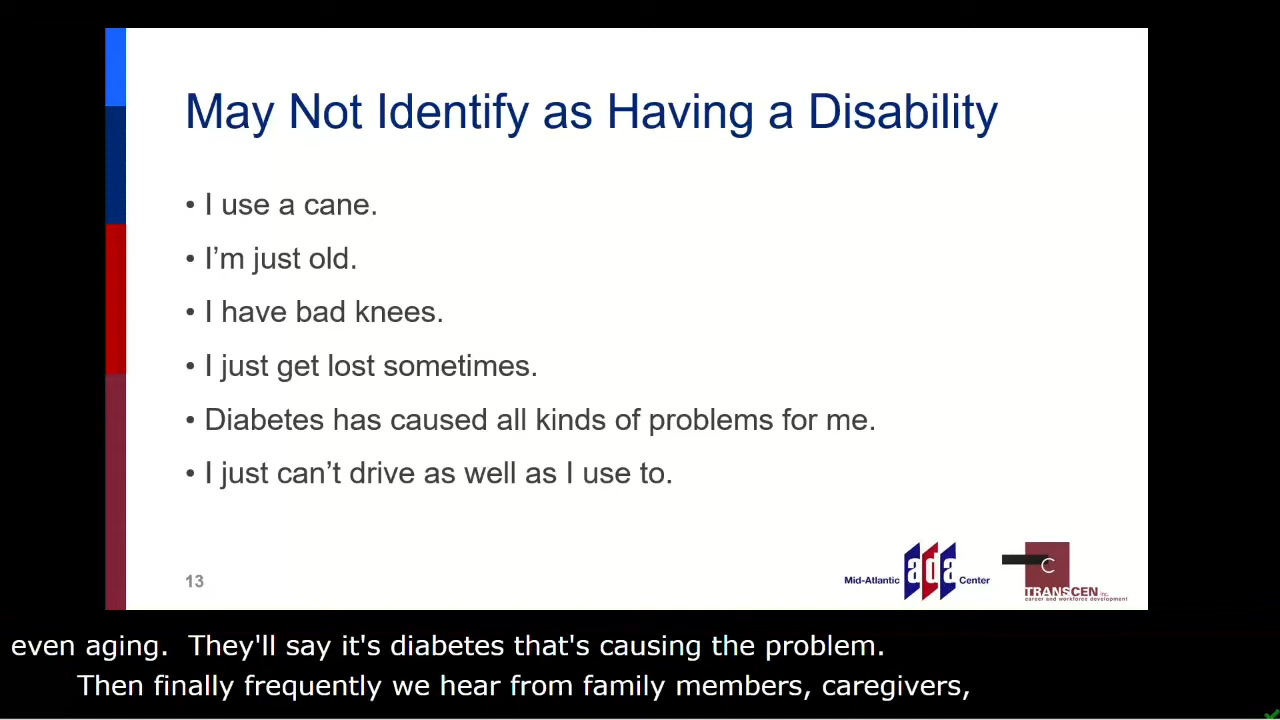 May Not Identify as Having a Disability
• I use a cane.
• I’m just old.
• I have bad knees.
• I just get lost sometimes.
• Diabetes has caused all kinds of problems for me.
• I just can’t drive as well as I use to.
13
Mid-Atlantic ada Center
C
TRANSCEN inc.
career and workforce development
even aging.  They'll say it's diabetes that's causing the problem.
Then finally frequently we hear from family members, caregivers,